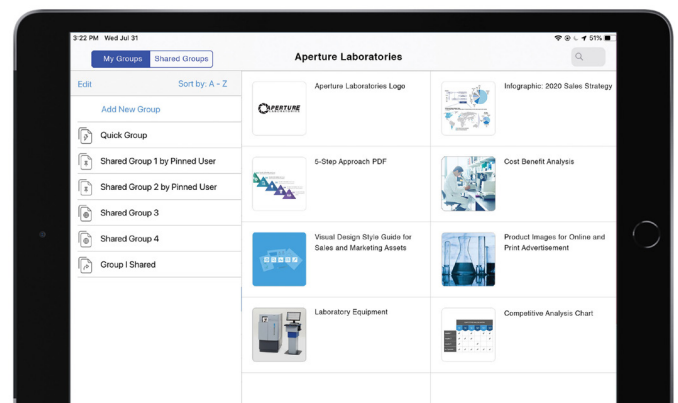 3:22 PM Wed Jul 31
51%
My Groups
Shared Groups
Aperture Laboratories
Edit
Sort by: A - Z
Add New Group
Quick Group
Shared Group 1 by Pinned User
Shared Group 2 by Pinned User
Shared Group 3
Shared Group 4
Group I Shared
APERTURE
Aperture Laboratories Logo
Infographic: 2020 Sales Strategy
5-Step Approach PDF
Cost Benefit Analysis
Visual Design Style Guide for
Sales and Marketing Assets
Product Images for Online and
Print Advertisement
Laboratory Equipment
Competitive Analysis Chart